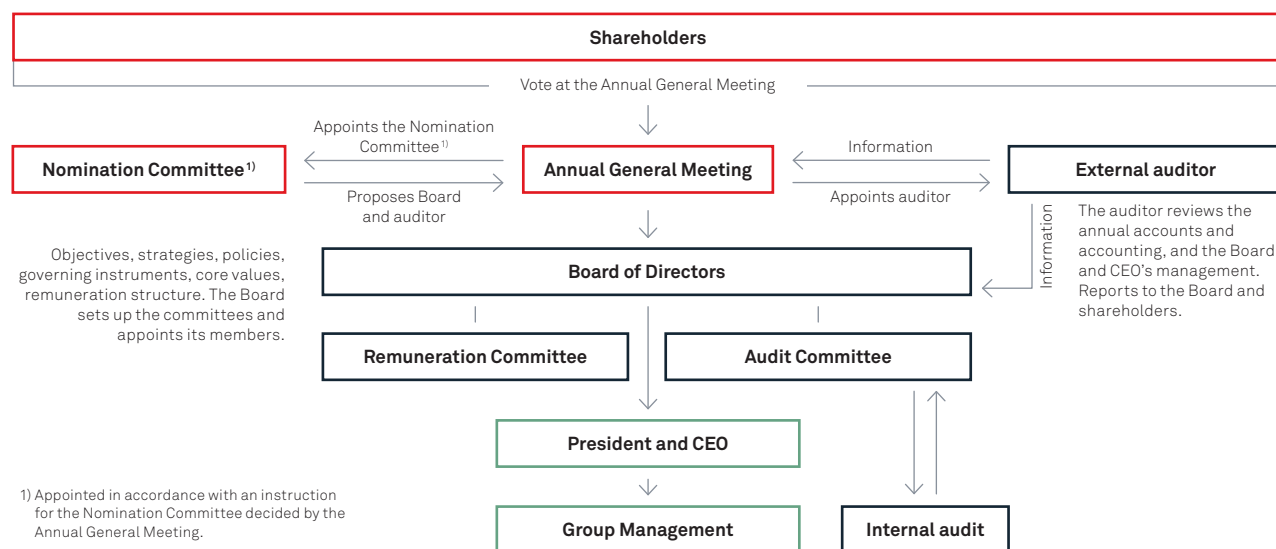 Shareholders
Vote at the Annual General Meeting
Appoints the Nomination
Committee 1)
Information
Nomination Committee 1)
Annual General Meeting
External auditor
Proposes Board
and auditor
Appoints auditor
Information
The auditor reviews the
annual accounts and
accounting, and the Board
and CEO’s management.
Reports to the Board and
shareholders.
Objectives, strategies, policies,
governing instruments, core values,
remuneration structure. The Board
sets up the committees and
appoints its members.
Board of Directors
Remuneration Committee
Audit Committee
President and CEO
1) Appointed in accordance with an instruction
for the Nomination Committee decided by the
Annual General Meeting.
Group Management
Internal audit